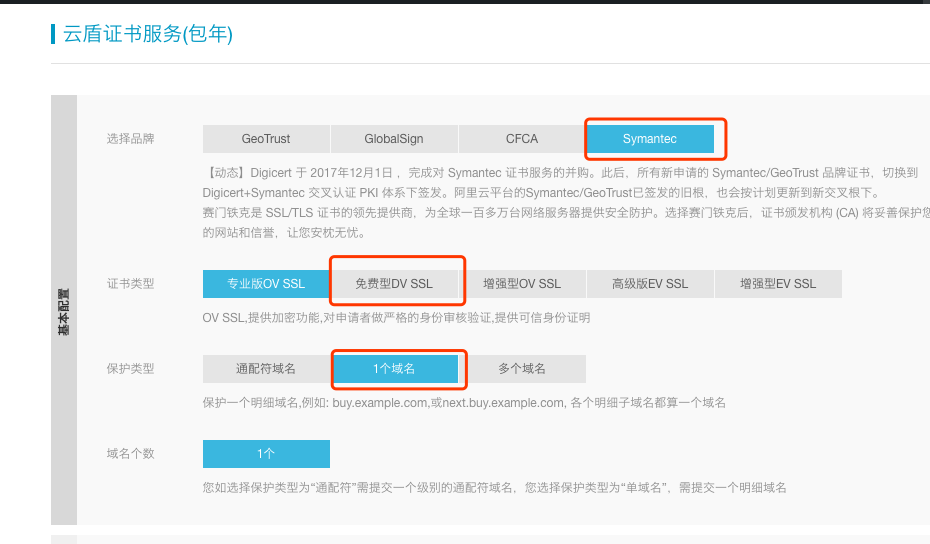 云盾证书服务(包年)
选择品牌
GeoTrust GlobalSign CFCA Symantec
【动态】Digicert 于 2017年12月1日 ，完成对 Symantec 证书服务的并购。此后，所有新申请的 Symantec/GeoTrust 品牌证书，切换到
Digicert+Symantec 交叉认证 PKI 体系下签发。阿里云平台的Symantec/GeoTrust已签发的旧根，也会按计划更新到新交叉根下。
赛门铁克是 SSL/TLS 证书的领先提供商，为全球一百多万台网络服务器提供安全防护。选择赛门铁克后，证书颁发机构 (CA) 将妥善保护您
的网站和信誉，让您安枕无忧。
证书类型
专业版OV SSL 免费型DV SSL 增强型OV SSL 高级版EV SSL 增强型EV SSL
OV SSL,提供加密功能,对申请者做严格的身份审核验证,提供可信身份证明
基本配置
保护类型
通配符域名 1个域名 多个域名
保护一个明细域名,例如: buy.example.com,或next.buy.example.com, 各个明细子域名都算一个域名
域名个数
1个
您如选择保护类型为“通配符”需提交一个级别的通配符域名，您选择保护类型为“单域名”，需提交一个明细域名